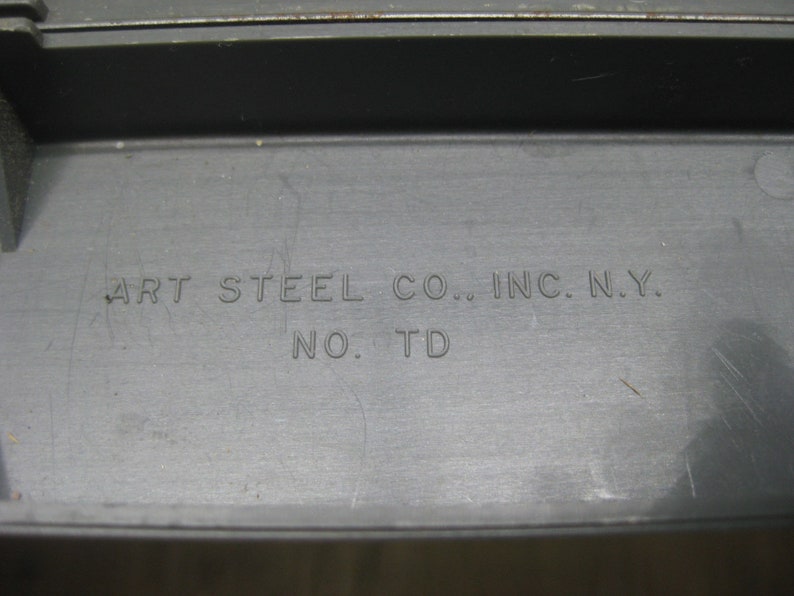 ART STEEL CO., INC. N.Y.
NO. TD